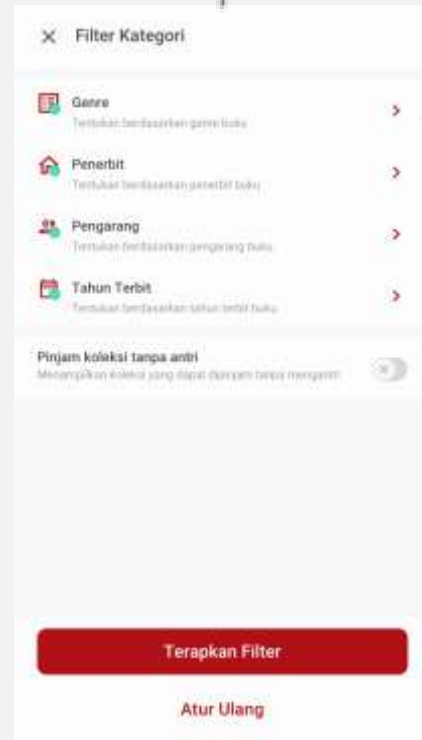 Filter Kategori
Genre
Tentukan berdasarkan genre buku
Penerbit
Tentukan berdasarkan penerbit buku
Pengarang
Tentukan berdasarkan pengarang buku
Tahun Terbit
Tentukan berdasarkan tahun terbit buku
Pinjam koleksi tanpa antri
Menampilkan koleksi yang dapat dipinjam tanpa mengantri
Terapkan Filter
Atur Ulang